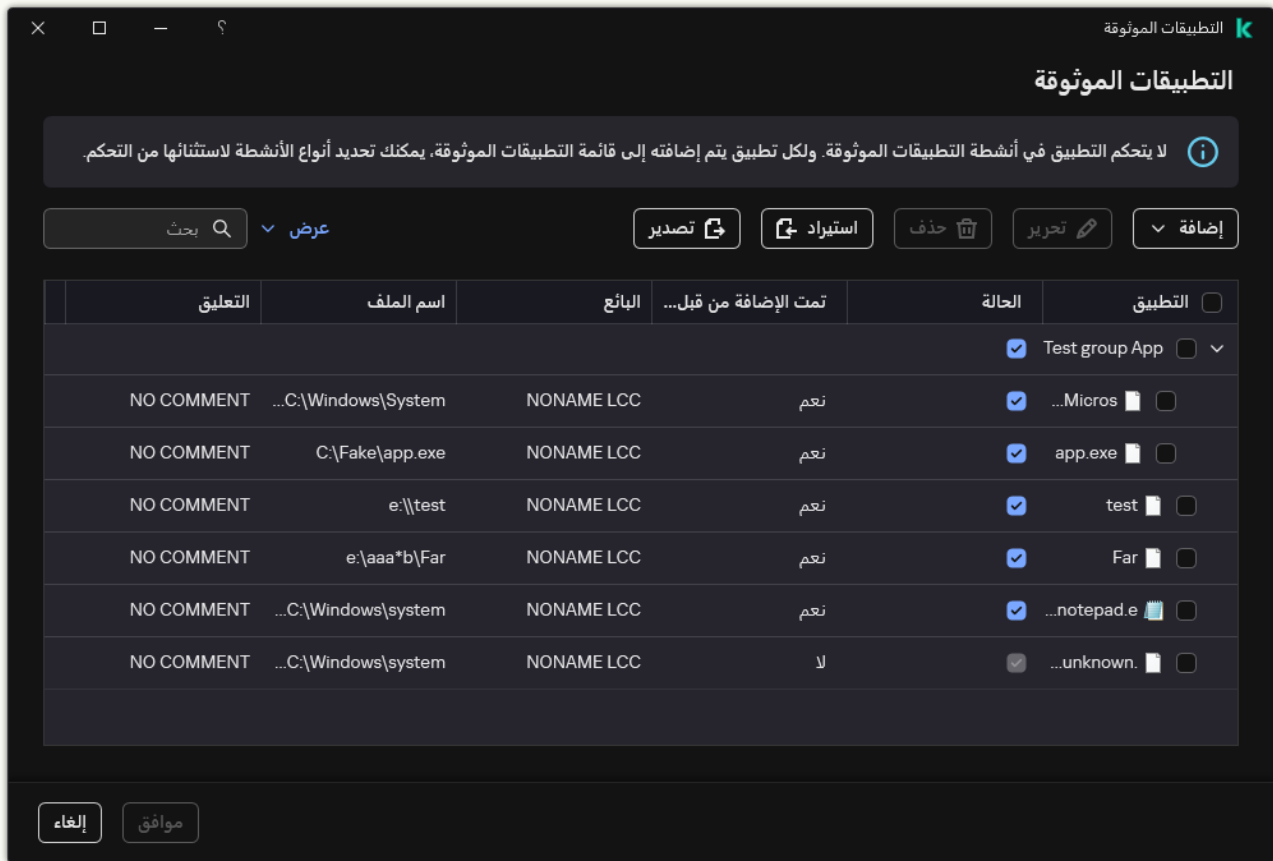 التطبيقات الموثوقة
؟
التطبيقات الموثوقة
لا يتحكم التطبيق في أنشطة التطبيقات الموثوقة. ولكل تطبيق يتم إضافته إلى قائمة التطبيقات الموثوقة، يمكنك تحديد أنواع الأنشطة لاستثنائها من التحكم.
إضافة تحرير حذف استيراد تصدير عرض بحث
التطبيق الحالة تمت الإضافة من قبل... البائع اسم الملف التعليق
Test group App
Micros... نعم NONAME LCC C:\Windows\System... NO COMMENT
app.exe نعم NONAME LCC C:\Fake\app.exe NO COMMENT
test نعم NONAME LCC e:\\test NO COMMENT
Far نعم NONAME LCC e:\aaa*b\Far NO COMMENT
notepad.e... نعم NONAME LCC C:\Windows\system... NO COMMENT
unknown.... لا NONAME LCC C:\Windows\system... NO COMMENT
موافق إلغاء